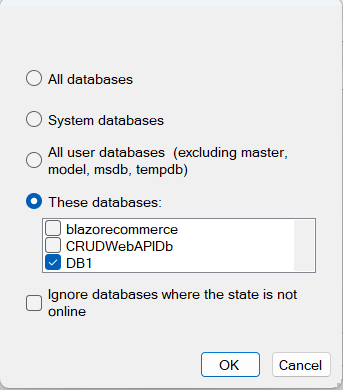 All databases
System databases
All user databases (excluding master,
model, msdb, tempdb)
These databases:
blazorecommerce
CRUDWebAPIDb
DB1
Ignore databases where the state is not
online
OK Cancel